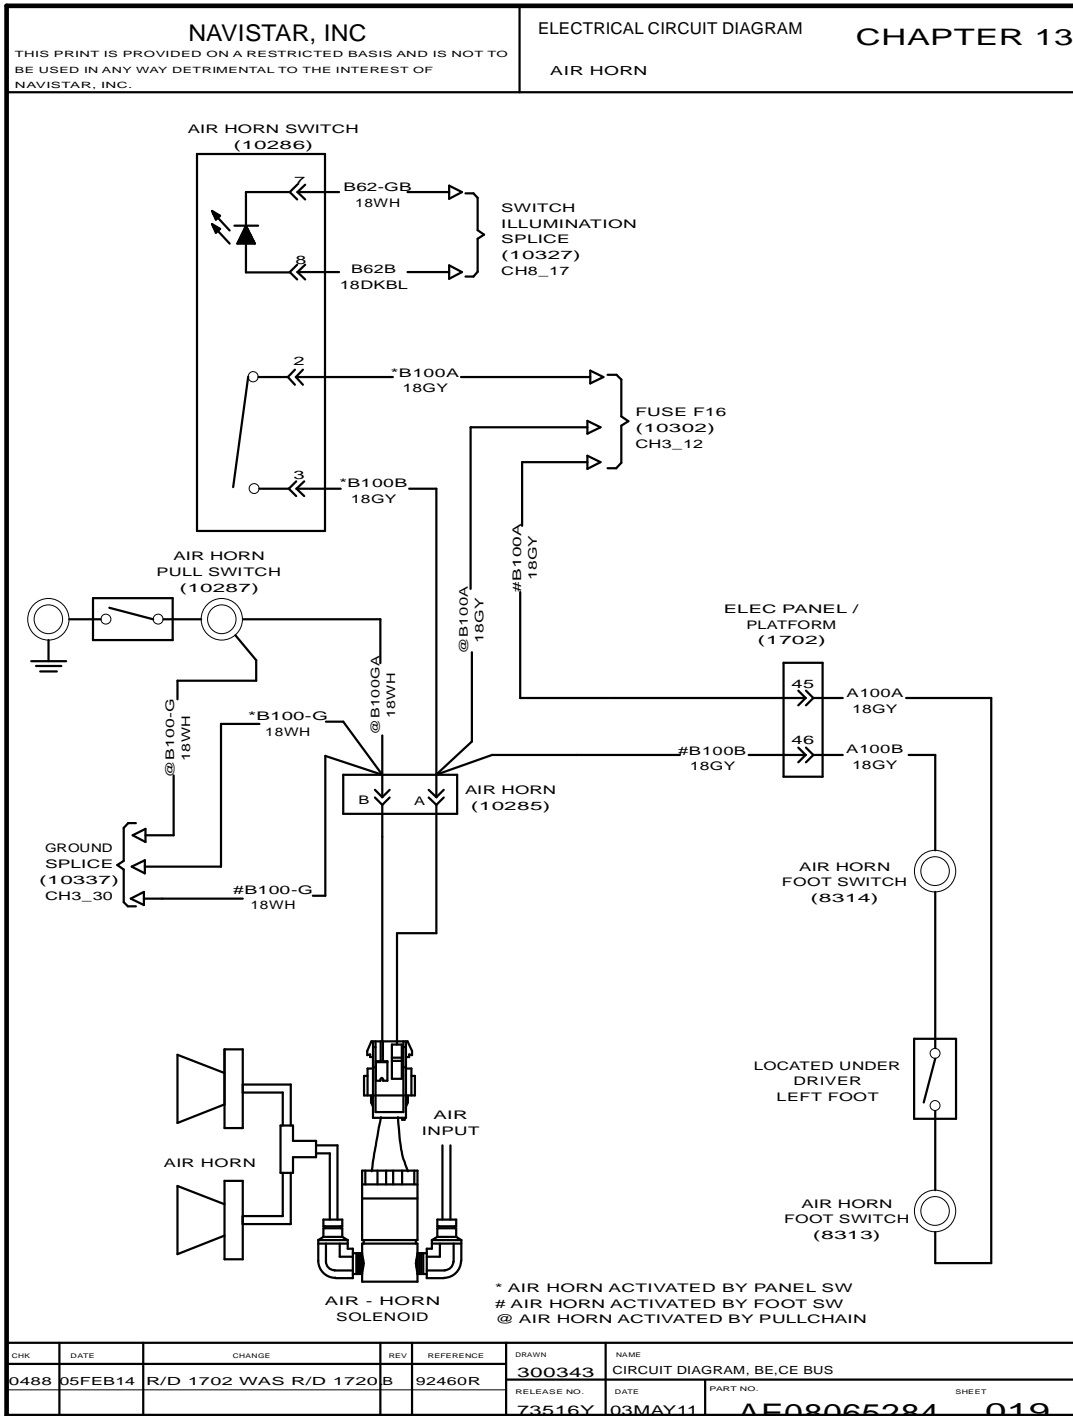 NAVISTAR, INC
THIS PRINT IS PROVIDED ON A RESTRICTED BASIS AND IS NOT TO
BE USED IN ANY WAY DETRIMENTAL TO THE INTEREST OF
NAVISTAR, INC.
ELECTRICAL CIRCUIT DIAGRAM
AIR HORN
CHAPTER 13
AIR HORN SWITCH
(10286)
7
B62-GB
18WH
8
B62B
18DKBL
SWITCH
ILLUMINATION
SPLICE
(10327)
CH8_17
2
*B100A
18GY
3
*B100B
18GY
FUSE F16
(10302)
CH3_12
#B100A
18GY
@B100A
18GY
AIR HORN
PULL SWITCH
(10287)
@B100GA
18WH
@B100-G
18WH
*B100-G
18WH
ELEC PANEL /
PLATFORM
(1702)
45
A100A
18GY
46
#B100B
18GY
A100B
18GY
B
A
AIR HORN
(10285)
GROUND
SPLICE
(10337)
CH3_30
#B100-G
18WH
AIR HORN
FOOT SWITCH
(8314)
LOCATED UNDER
DRIVER
LEFT FOOT
AIR HORN
FOOT SWITCH
(8313)
AIR
INPUT
AIR HORN
AIR - HORN
SOLENOID
* AIR HORN ACTIVATED BY PANEL SW
# AIR HORN ACTIVATED BY FOOT SW
@ AIR HORN ACTIVATED BY PULLCHAIN
CHK DATE CHANGE REV REFERENCE
0488 05FEB14 R/D 1702 WAS R/D 1720 B 92460R
DRAWN
300343
NAME
CIRCUIT DIAGRAM, BE,CE BUS
RELEASE NO.
73516Y
DATE
03MAY11
PART NO.
AE08065284
SHEET
019